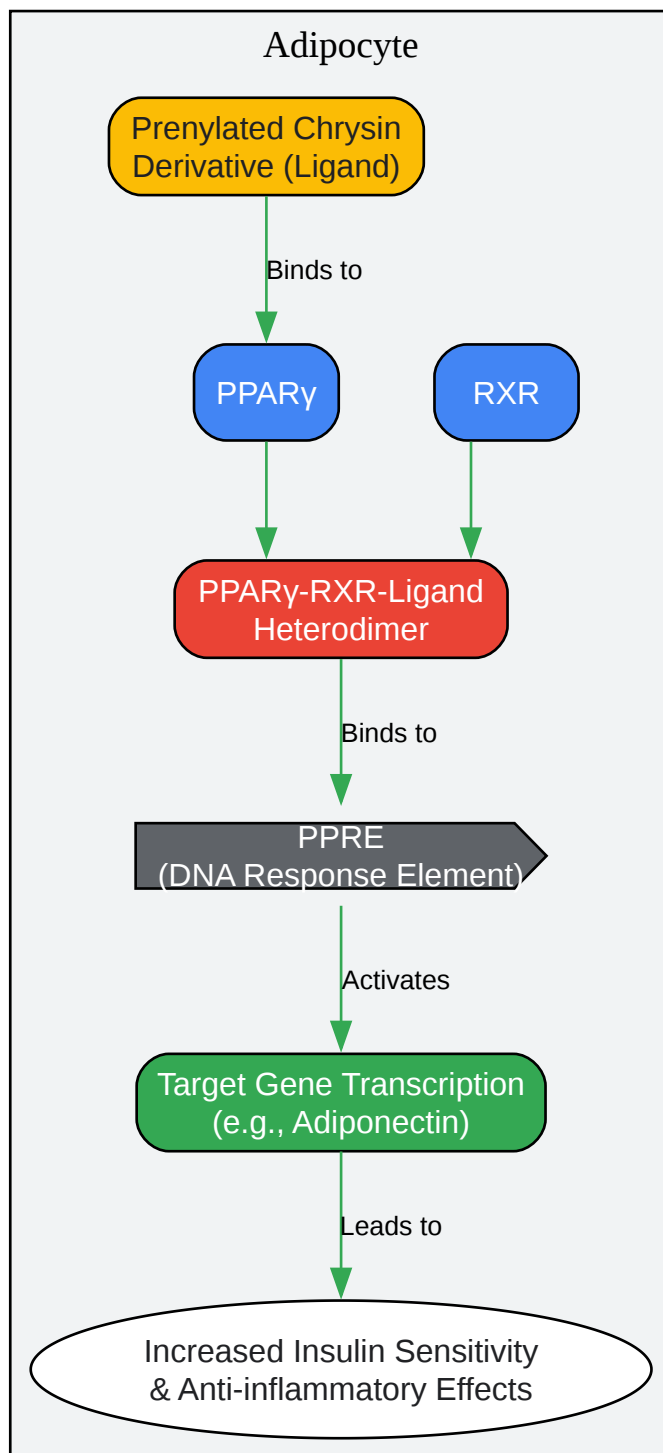 Adipocyte
Prenylated Chrysin
Derivative (Ligand)
Binds to
PPARγ
RXR
PPARγ-RXR-Ligand
Heterodimer
Binds to
PPRE
(DNA Response Element)
Activates
Target Gene Transcription
(e.g., Adiponectin)
Leads to
Increased Insulin Sensitivity
& Anti-inflammatory Effects